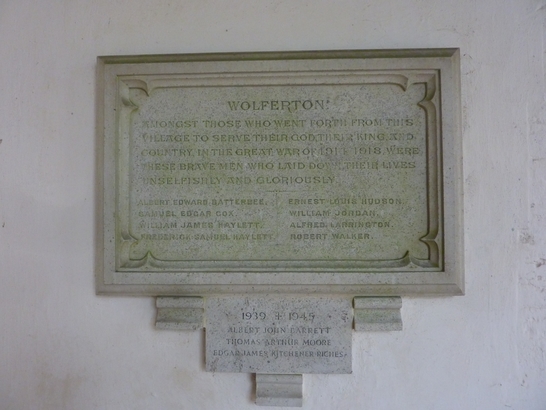 WOLFERTON.
AMONGST THOSE WHO WENT FORTH FROM THIS
VILLAGE TO SERVE THEIR GOD, THEIR KING, AND
COUNTRY, IN THE GREAT WAR OF 1914-1918, WERE
THESE BRAVE MEN WHO LAID DOWN THEIR LIVES
UNSELFISHLY AND GLORIOUSLY.
ALBERT EDWARD BATTERBEE. ERNEST LOUIS HUDSON.
SAMUEL EDGAR COX. WILLIAM JORDAN.
WILLIAM JAMES HAYLETT. ALFRED LANNINGTON.
FREDERICK SAMUEL HAYLETT. ROBERT WALKER.
1939 + 1945
ALBERT JOHN BARRETT
THOMAS ARTHUR MOORE
EDGAR JAMES KITCHENER RICHES